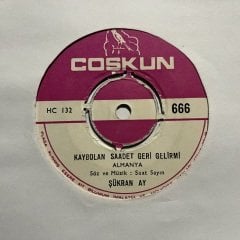 COŞKUN
HC 132
666
KAYBOLAN SAADET GERİ GELİRMİ
ALMANYA
Söz ve Müzik : Suat Sayın
ŞÜKRAN AY